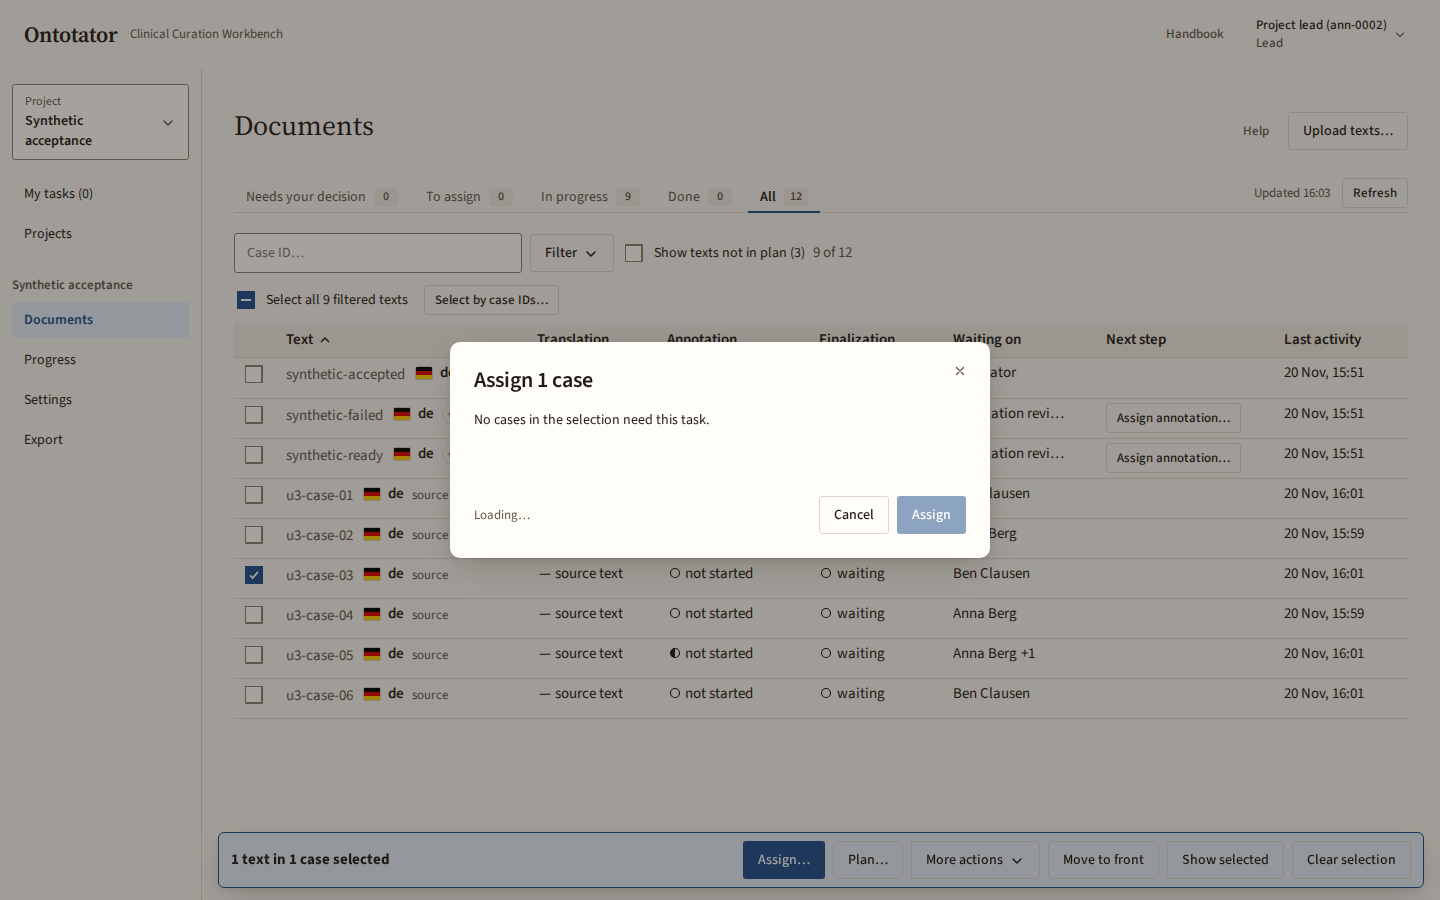 Ontotator
Clinical Curation Workbench
Handbook
Project lead (ann-0002)
Lead
Project
Synthetic
acceptance
My tasks (0)
Projects
Synthetic acceptance
Documents
Progress
Settings
Export
Documents
Help
Upload texts…
Needs your decision 0
To assign 0
In progress 9
Done 0
All 12
Updated 16:03
Refresh
Case ID…
Filter
Show texts not in plan (3)
9 of 12
Select all 9 filtered texts
Select by case IDs…
Text Translation Annotation Finalization Waiting on Next step Last activity
synthetic-accepted 20 Nov, 15:51
synthetic-failed de Assign annotation… 20 Nov, 15:51
synthetic-ready de Assign annotation… 20 Nov, 15:51
u3-case-01 de source 20 Nov, 16:01
u3-case-02 de source Berg 20 Nov, 15:59
u3-case-03 de source — source text not started waiting Ben Clausen 20 Nov, 16:01
u3-case-04 de source — source text not started waiting Anna Berg 20 Nov, 15:59
u3-case-05 de source — source text not started waiting Anna Berg +1 20 Nov, 16:01
u3-case-06 de source — source text not started waiting Ben Clausen 20 Nov, 16:01
Assign 1 case
×
No cases in the selection need this task.
Loading…
Cancel
Assign
1 text in 1 case selected
Assign…
Plan…
More actions
Move to front
Show selected
Clear selection